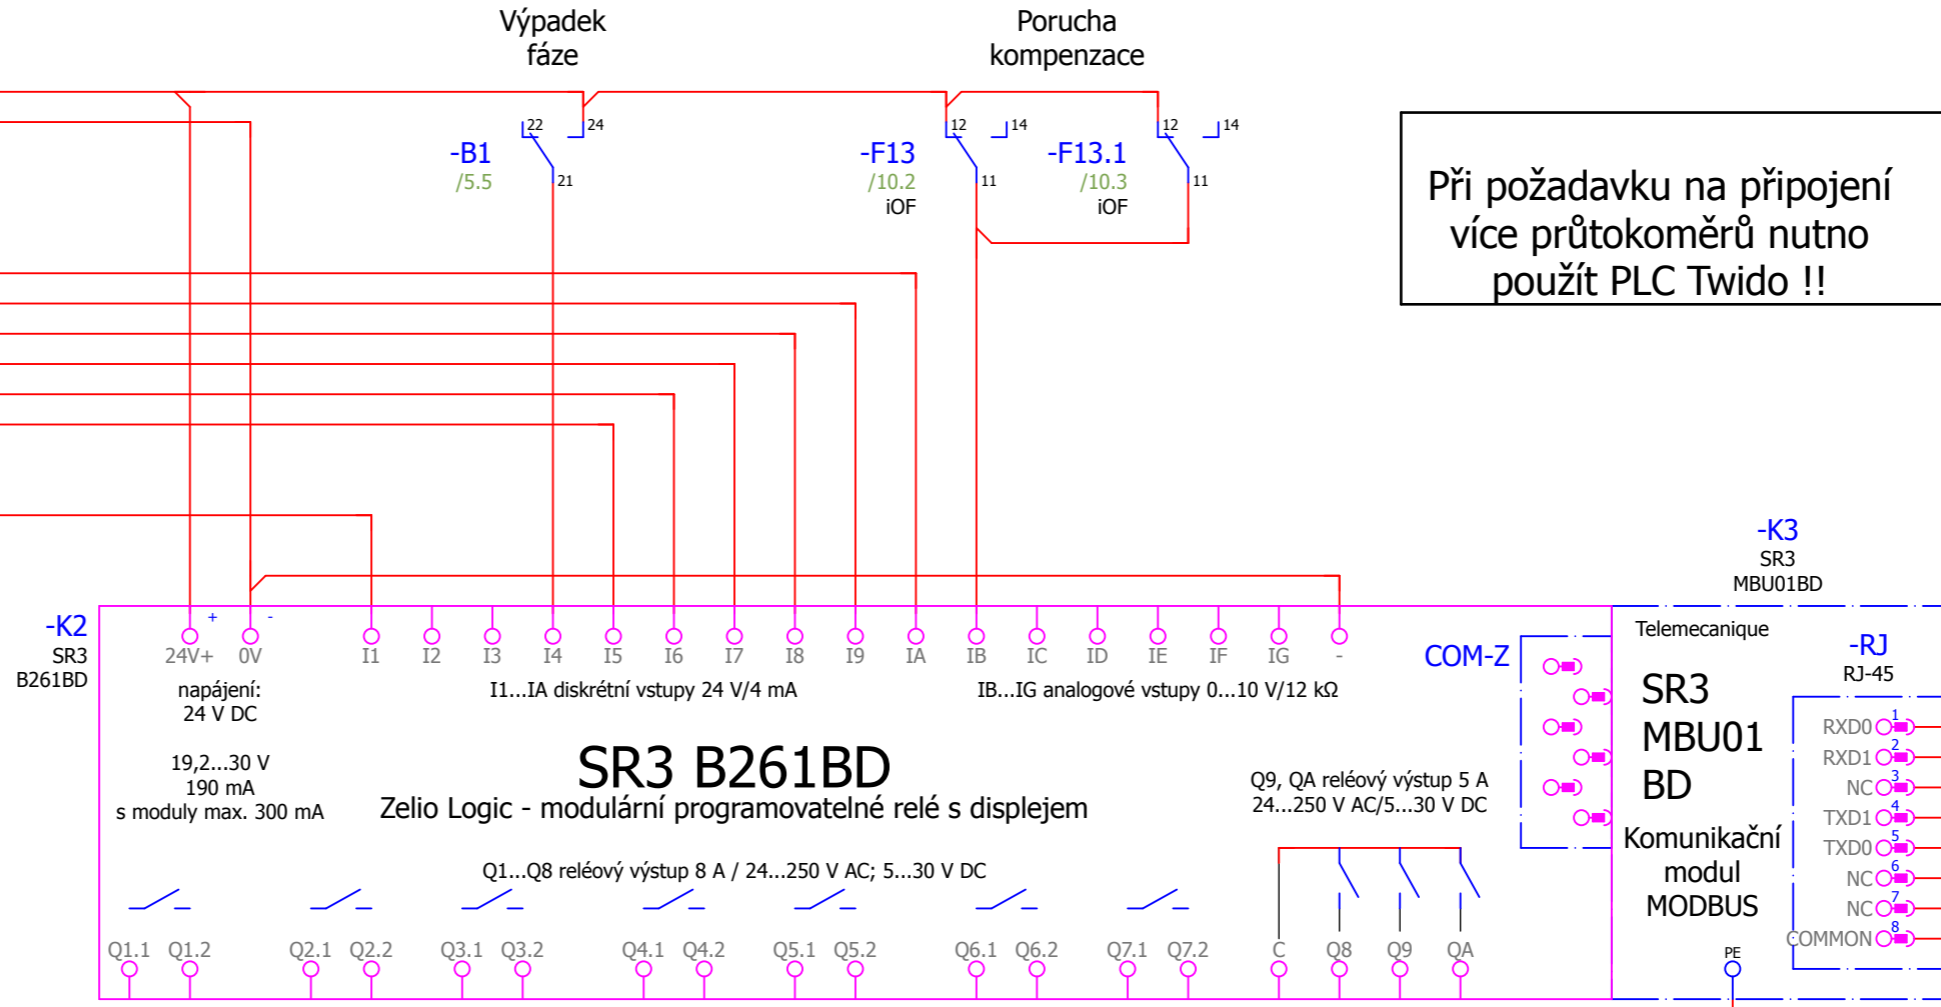 Výpadek
fáze
Porucha
kompenzace
22
24
-B1
/5.5
21
12
14
-F13
/10.2
iOF
11
12
14
-F13.1
/10.3
iOF
11
Při požadavku na připojení
více průtokoměrů nutno
použít PLC Twido !!
-K2
SR3
B261BD
+
-
24V+
0V
I1
I2
I3
I4
I5
I6
I7
I8
I9
IA
IB
IC
ID
IE
IF
IG
-
napájení:
24 V DC
19,2...30 V
190 mA
s moduly max. 300 mA
I1...IA diskrétní vstupy 24 V/4 mA
IB...IG analogové vstupy 0...10 V/12 kΩ
SR3 B261BD
Zelio Logic - modulární programovatelné relé s displejem
Q9, QA reléový výstup 5 A
24...250 V AC/5...30 V DC
Q1...Q8 reléový výstup 8 A / 24...250 V AC; 5...30 V DC
Q1.1
Q1.2
Q2.1
Q2.2
Q3.1
Q3.2
Q4.1
Q4.2
Q5.1
Q5.2
Q6.1
Q6.2
Q7.1
Q7.2
C
Q8
Q9
QA
COM-Z
-K3
SR3
MBU01BD
Telemecanique
SR3
MBU01
BD
Komunikační
modul
MODBUS
PE
-RJ
RJ-45
RXD0 1
RXD1 2
NC 3
TXD1 4
TXD0 5
NC 6
NC 7
COMMON 8